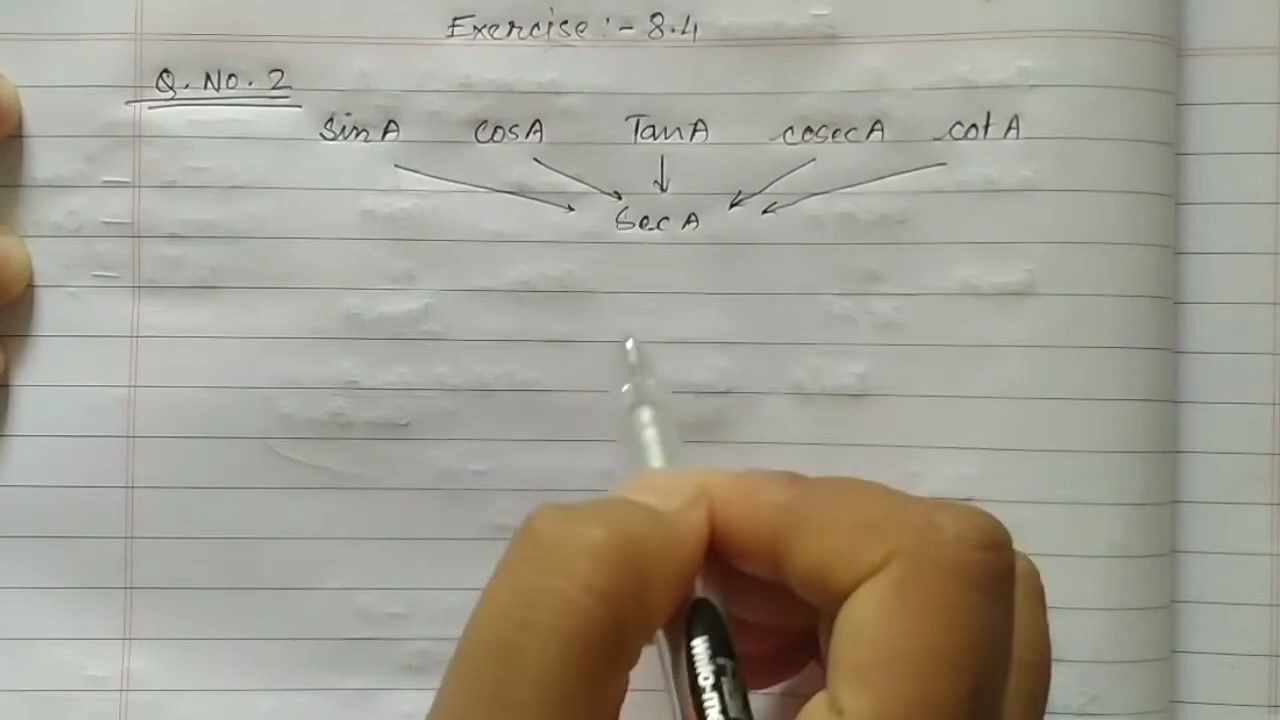 Exercise :- 8.4
Q. No. 2
sin A cos A Tan A cosec A cot A
Sec A